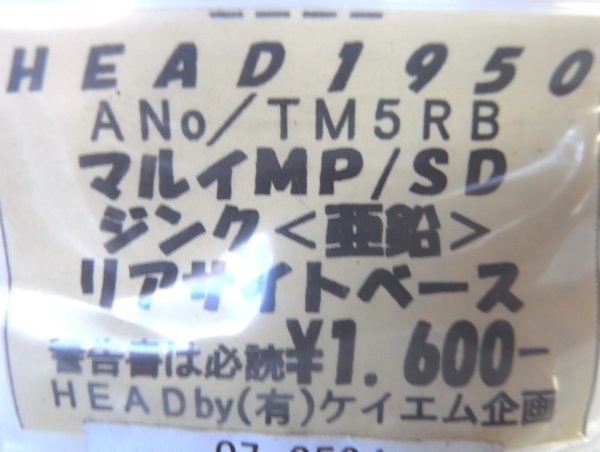 HEAD1950
ANo/TM5RB
マルイMP/SD
ジンク<亜鉛>
リアサイトベース
警告書は必読¥1.600-
HEADby(有)ケイエム企画